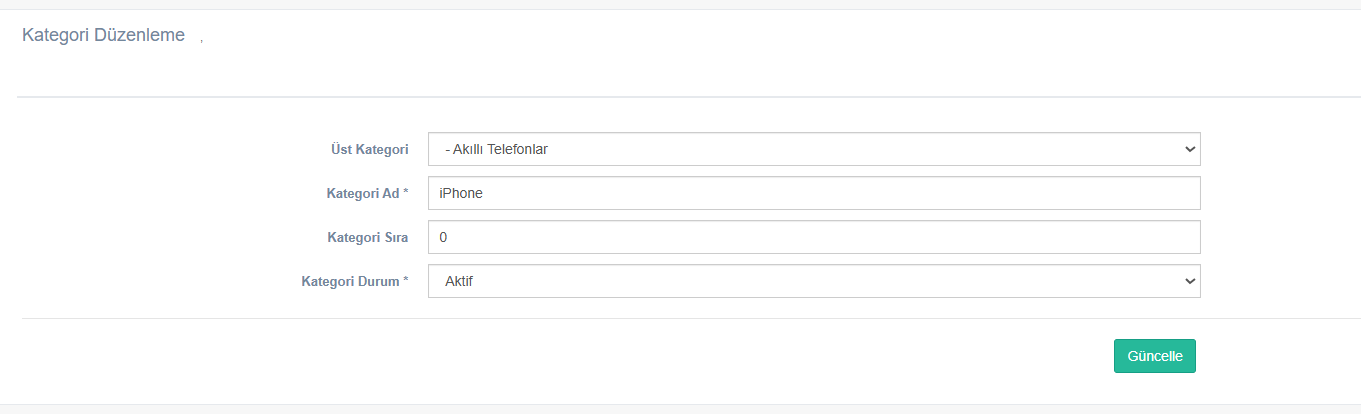 Kategori Düzenleme ,
Üst Kategori - Akıllı Telefonlar
Kategori Ad * iPhone
Kategori Sıra 0
Kategori Durum * Aktif
Güncelle